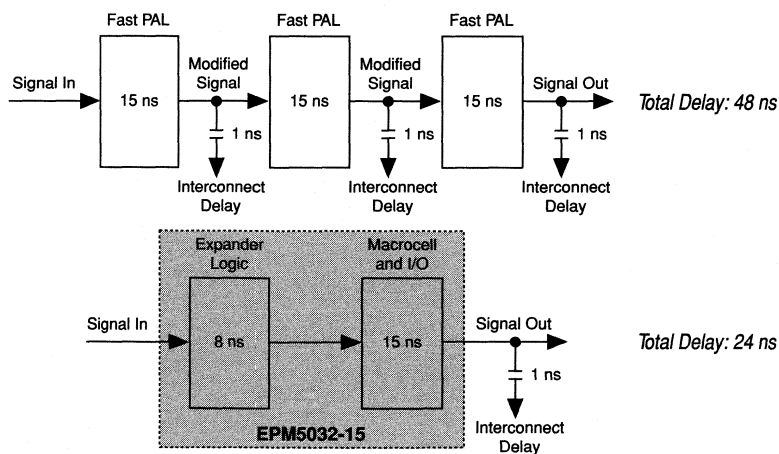 Fast PAL
Fast PAL
Fast PAL
Signal In
15 ns
Modified
Signal
15 ns
Modified
Signal
15 ns
Signal Out
Total Delay: 48 ns
1 ns
1 ns
1 ns
Interconnect
Delay
Interconnect
Delay
Interconnect
Delay
Expander
Logic
Macrocell
and I/O
Signal In
8 ns
15 ns
Signal Out
Total Delay: 24 ns
1 ns
Interconnect
Delay
EPM5032-15